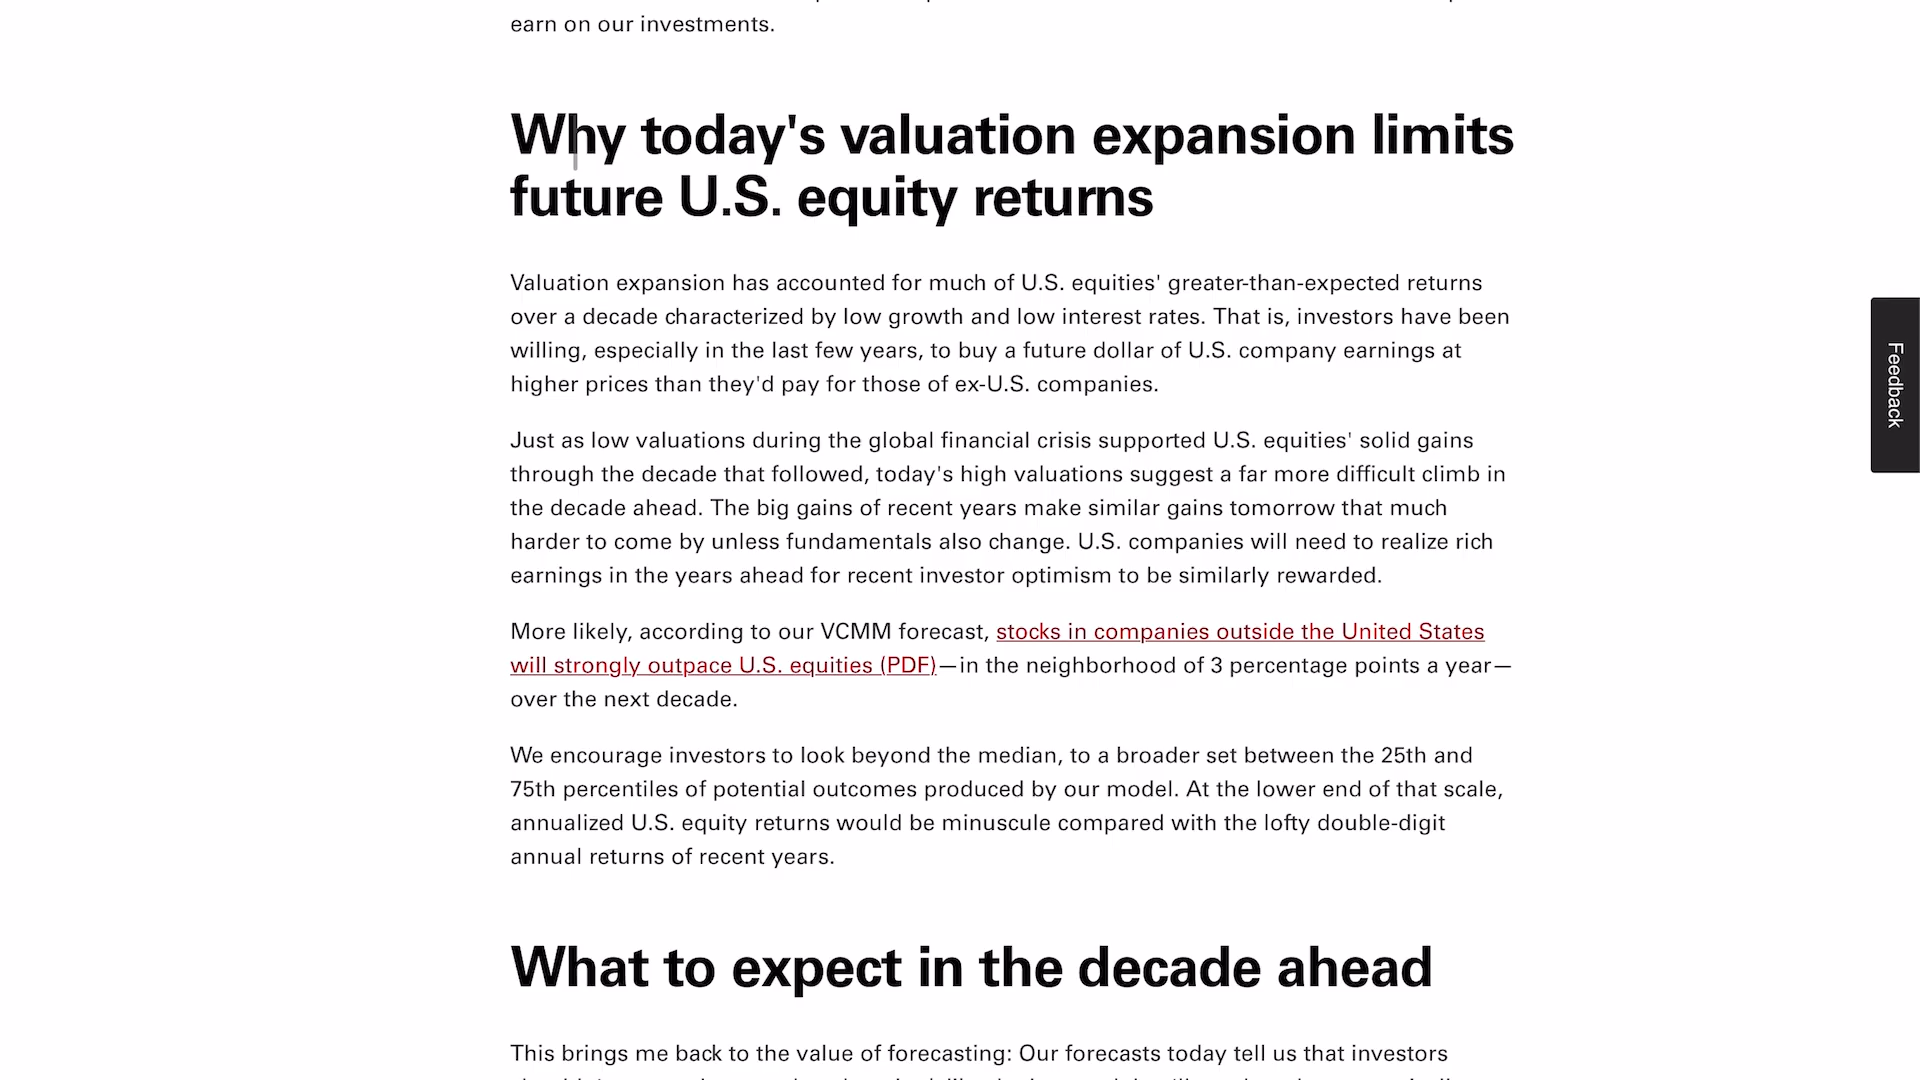 earn on our investments.
Why today's valuation expansion limits
future U.S. equity returns
Valuation expansion has accounted for much of U.S. equities' greater-than-expected returns
over a decade characterized by low growth and low interest rates. That is, investors have been
willing, especially in the last few years, to buy a future dollar of U.S. company earnings at
higher prices than they'd pay for those of ex-U.S. companies.
Just as low valuations during the global financial crisis supported U.S. equities' solid gains
through the decade that followed, today's high valuations suggest a far more difficult climb in
the decade ahead. The big gains of recent years make similar gains tomorrow that much
harder to come by unless fundamentals also change. U.S. companies will need to realize rich
earnings in the years ahead for recent investor optimism to be similarly rewarded.
More likely, according to our VCMM forecast, stocks in companies outside the United States
will strongly outpace U.S. equities (PDF)—in the neighborhood of 3 percentage points a year—
over the next decade.
We encourage investors to look beyond the median, to a broader set between the 25th and
75th percentiles of potential outcomes produced by our model. At the lower end of that scale,
annualized U.S. equity returns would be minuscule compared with the lofty double-digit
annual returns of recent years.
What to expect in the decade ahead
This brings me back to the value of forecasting: Our forecasts today tell us that investors
Feedback